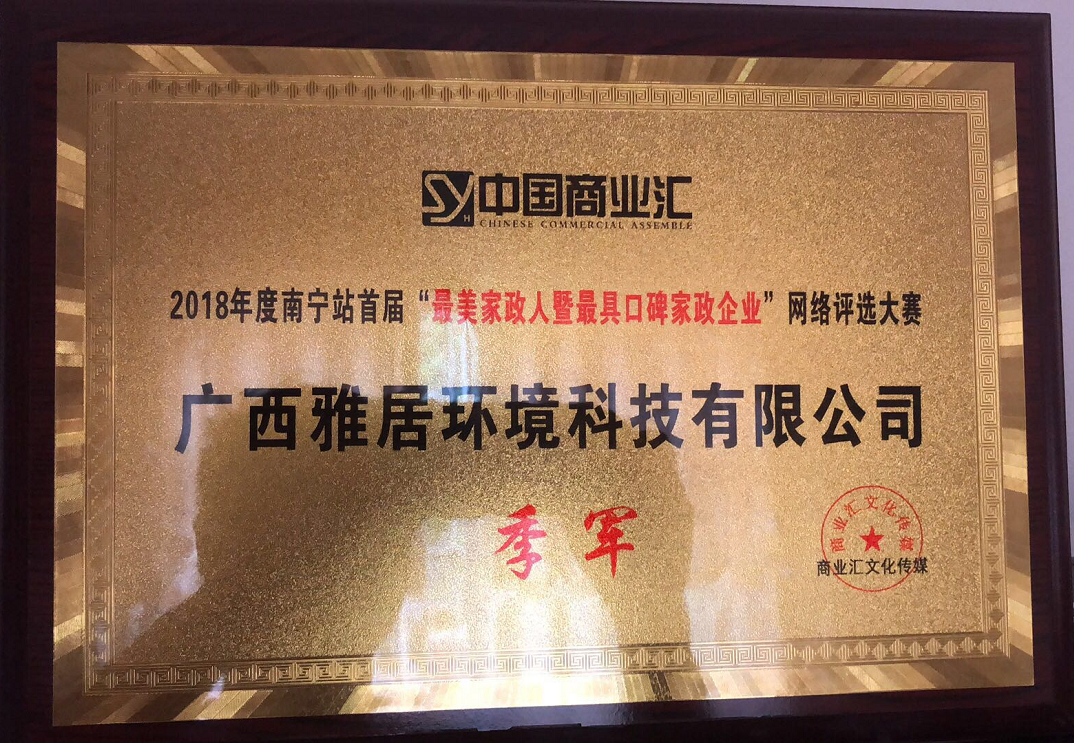 SYH 中国商业汇
CHINESE COMMERCIAL ASSEMBLE
2018年度南宁站首届“最美家政人暨最具口碑家政企业”网络评选大赛
广西雅居环境科技有限公司
季军
商业汇文化传媒
商业汇文化传媒